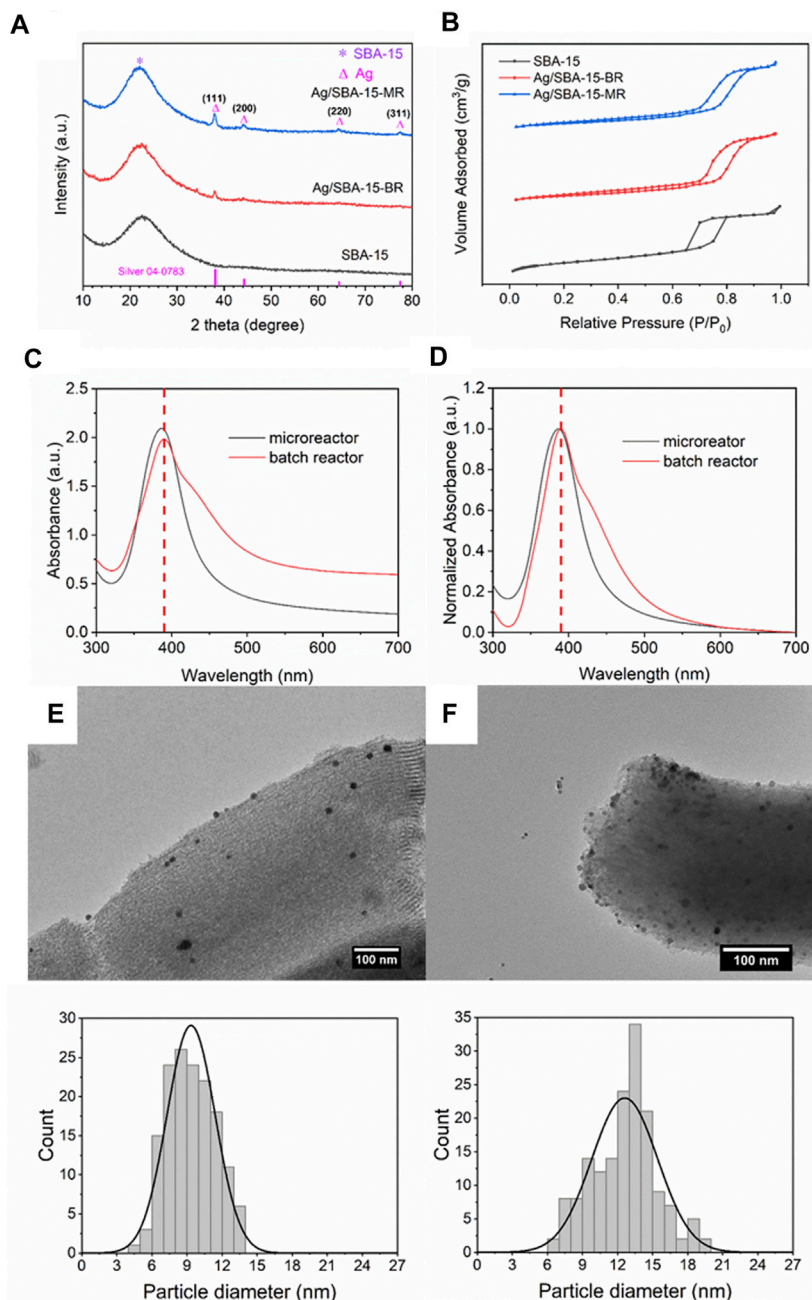 A
* SBA-15
Δ Ag
Ag/SBA-15-MR
*
(111)
Δ
(200)
Δ
(220)
Δ
(311)
Δ
Ag/SBA-15-BR
SBA-15
Silver 04-0783
Intensity (a.u.)
10 20 30 40 50 60 70 80
2 theta (degree)
B
SBA-15
Ag/SBA-15-BR
Ag/SBA-15-MR
Volume Adsorbed (cm³/g)
0.0 0.2 0.4 0.6 0.8 1.0
Relative Pressure (P/P₀)
C
2.5
2.0
1.5
1.0
0.5
0.0
Absorbance (a.u.)
microreactor
batch reactor
300 400 500 600 700
Wavelength (nm)
D
1.2
1.0
0.8
0.6
0.4
0.2
0.0
Normalized Absorbance (a.u.)
microreator
batch reactor
300 400 500 600 700
Wavelength (nm)
E
100 nm
F
100 nm
30
25
20
15
10
5
0
Count
0 3 6 9 12 15 18 21 24 27
Particle diameter (nm)
35
30
25
20
15
10
5
0
Count
0 3 6 9 12 15 18 21 24 27
Particle diameter (nm)